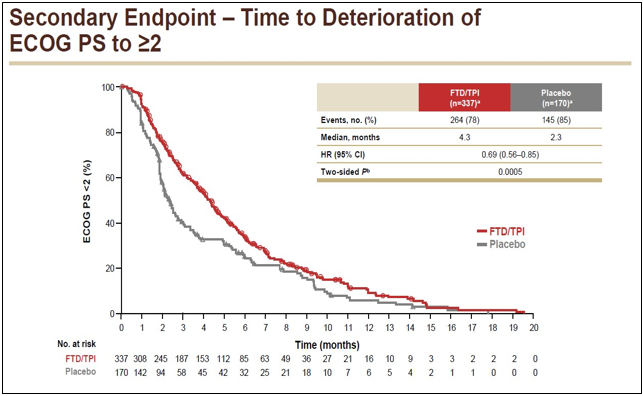 Secondary Endpoint – Time to Deterioration of
ECOG PS to ≥2
FTD/TPI Placebo
(n=337)ª (n=170)ª
Events, no. (%) 264 (78) 145 (85)
Median, months 4.3 2.3
HR (95% CI) 0.69 (0.56–0.85)
Two-sided Pᵇ 0.0005
ECOG PS <2 (%)
100
80
60
40
20
0
FTD/TPI
Placebo
0 1 2 3 4 5 6 7 8 9 10 11 12 13 14 15 16 17 18 19 20
No. at risk Time (months)
FTD/TPI 337 308 245 187 153 112 85 63 49 36 27 21 16 10 9 3 3 2 2 2 0
Placebo 170 142 94 58 45 42 32 25 21 18 10 7 6 5 4 2 1 1 0 0 0